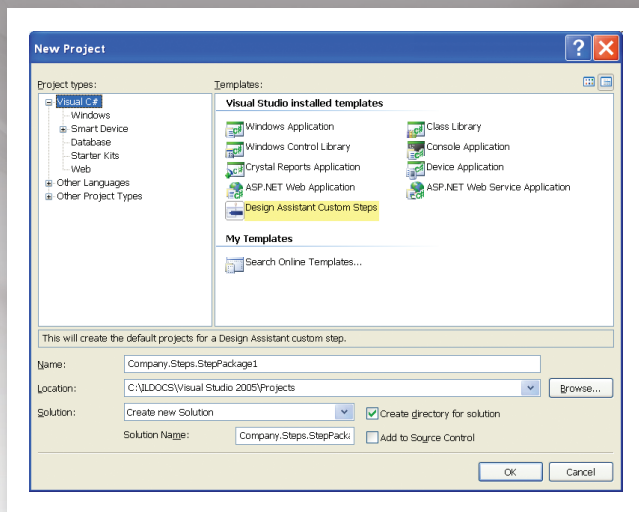 New Project
Project types:
Templates:
Visual C#
Windows
Smart Device
Database
Starter Kits
Web
Other Languages
Other Project Types
Visual Studio installed templates
Windows Application
Class Library
Windows Control Library
Console Application
Crystal Reports Application
Device Application
ASP.NET Web Application
ASP.NET Web Service Application
Design Assistant Custom Steps
My Templates
Search Online Templates...
This will create the default projects for a Design Assistant custom step.
Name:
Company.Steps.StepPackage1
Location:
C:\ILDOCS\Visual Studio 2005\Projects
Browse...
Solution:
Create new Solution
Create directory for solution
Solution Name:
Company.Steps.StepPacka
Add to Source Control
OK
Cancel